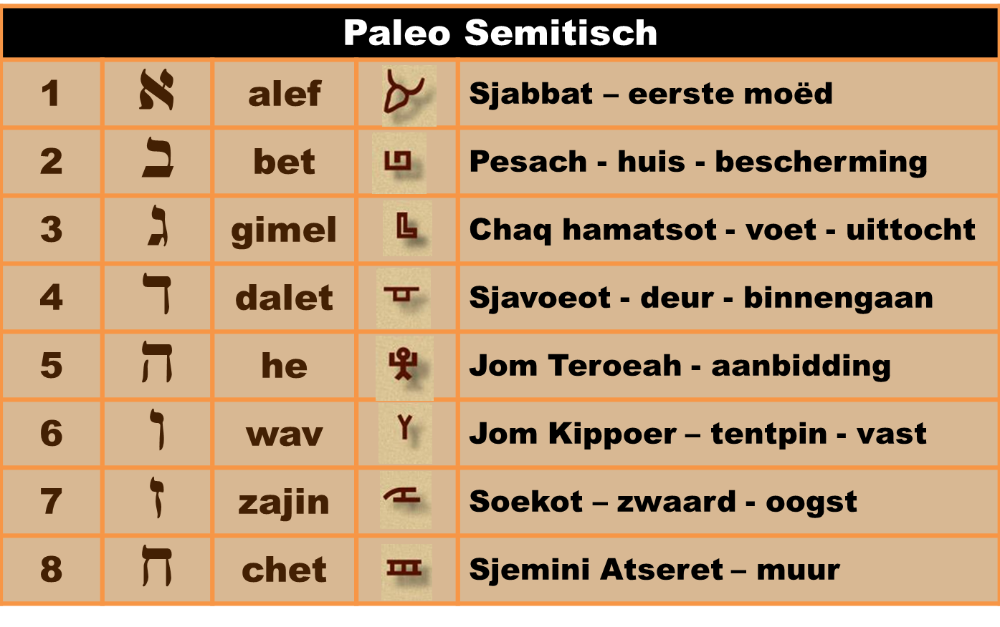 Paleo Semitisch
1 א alef Sjabbat – eerste moëd
2 ב bet Pesach - huis - bescherming
3 ג gimel Chaq hamatsot - voet - uittocht
4 ד dalet Sjavoeot - deur - binnengaan
5 ה he Jom Teroeah - aanbidding
6 ו wav Jom Kippoer – tentpin - vast
7 ז zajin Soekot – zwaard - oogst
8 ח chet Sjemini Atseret – muur